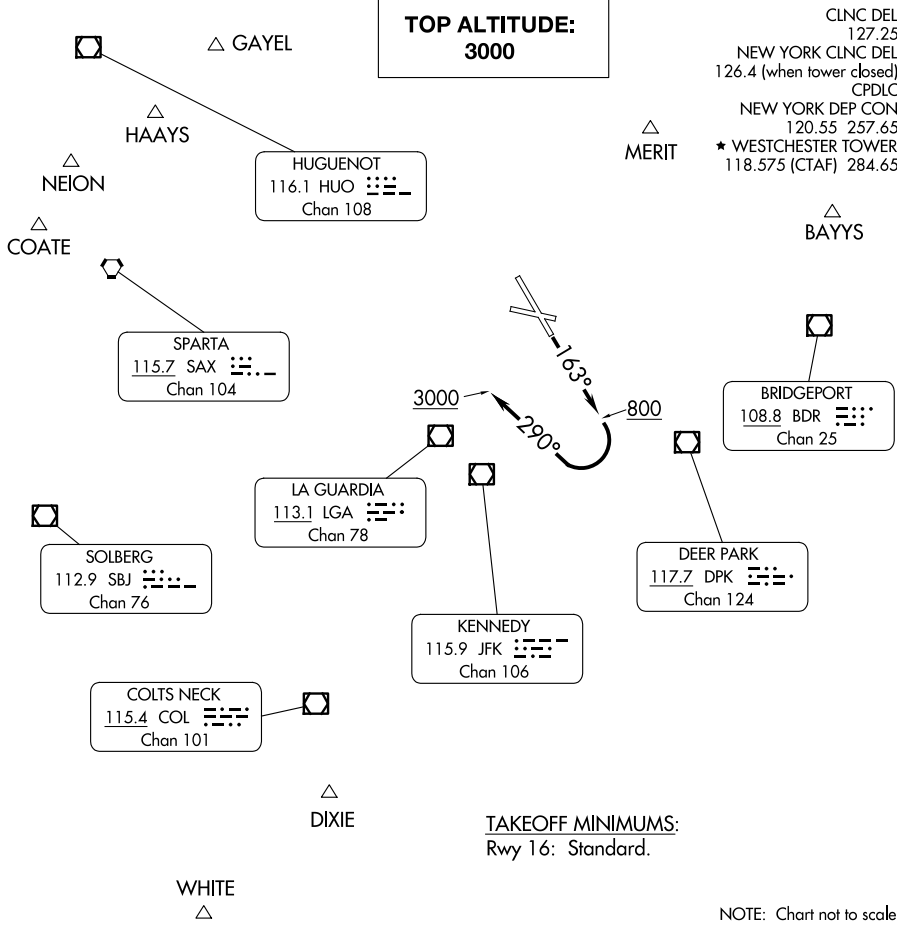 TOP ALTITUDE:
3000
CLNC DEL
127.25
NEW YORK CLNC DEL
126.4 (when tower closed)
CPDLC
NEW YORK DEP CON
120.55 257.65
★ WESTCHESTER TOWER
118.575 (CTAF) 284.65
GAYEL
HAAYS
NEION
COATE
MERIT
BAYYS
HUGUENOT
116.1 HUO
Chan 108
SPARTA
115.7 SAX
Chan 104
163°
3000
290°
800
BRIDGEPORT
108.8 BDR
Chan 25
LA GUARDIA
113.1 LGA
Chan 78
SOLBERG
112.9 SBJ
Chan 76
DEER PARK
117.7 DPK
Chan 124
KENNEDY
115.9 JFK
Chan 106
COLTS NECK
115.4 COL
Chan 101
DIXIE
TAKEOFF MINIMUMS:
Rwy 16: Standard.
WHITE
NOTE: Chart not to scale